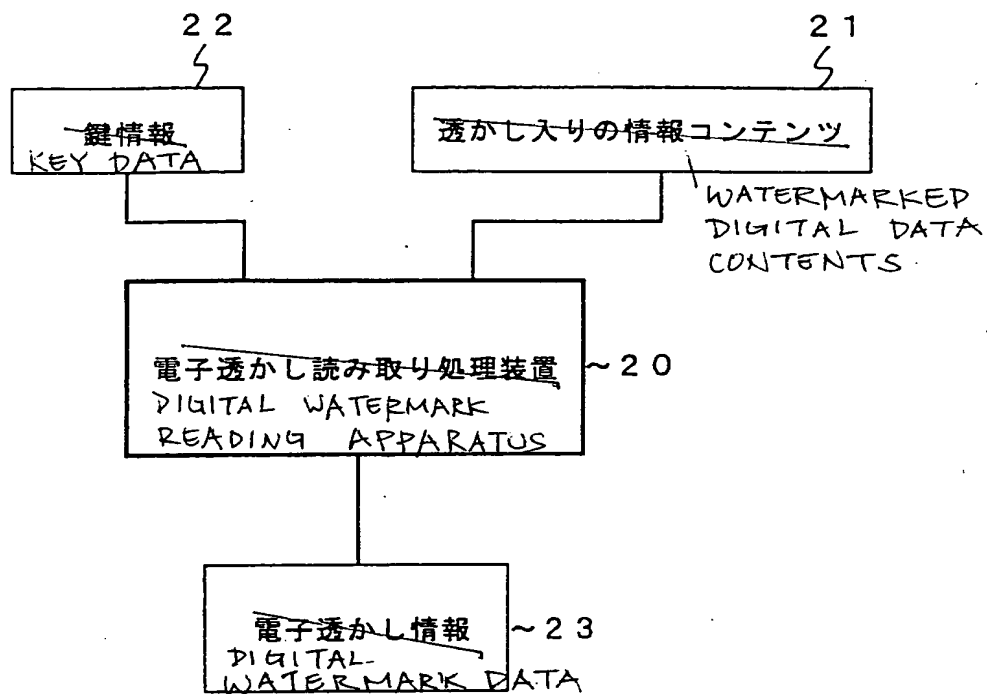 ２２
２１
鍵情報
KEY DATA
透かし入りの情報コンテンツ
WATERMARKED
DIGITAL DATA
CONTENTS
電子透かし読み取り処理装置
～２０
DIGITAL WATERMARK
READING APPARATUS
電子透かし情報
～２３
DIGITAL
WATERMARK DATA